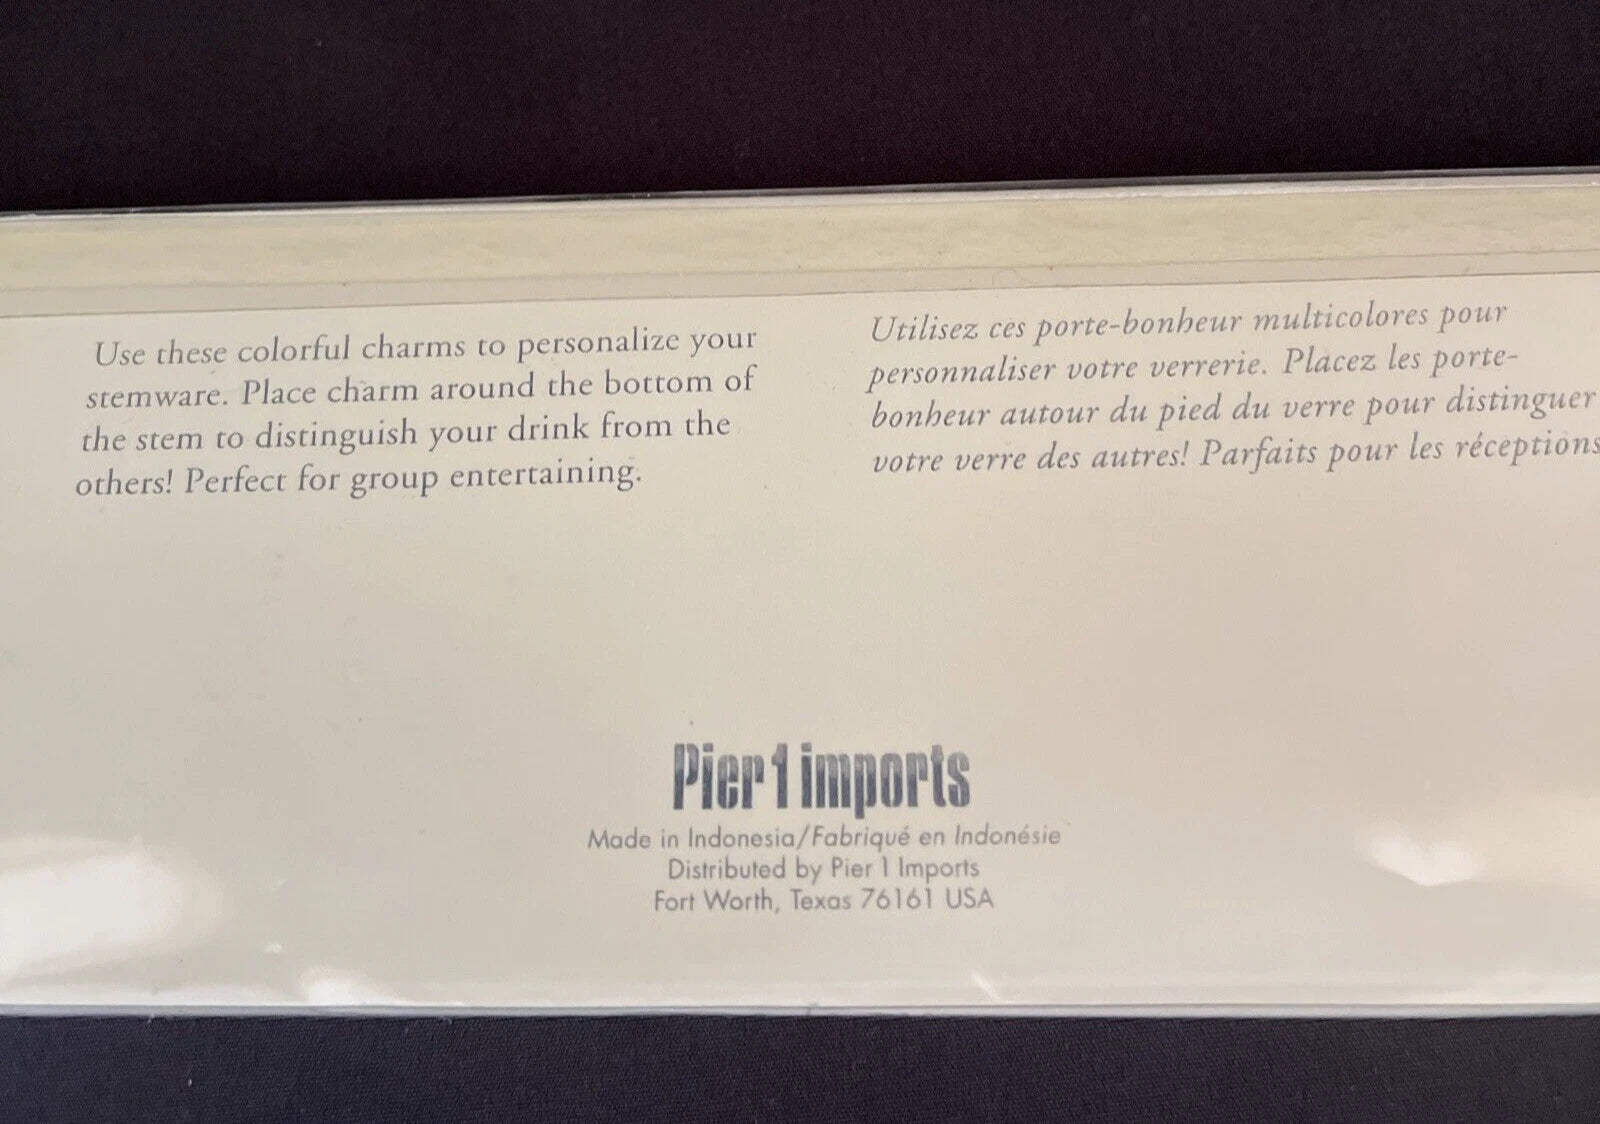 Use these colorful charms to personalize your
stemware. Place charm around the bottom of
the stem to distinguish your drink from the
others! Perfect for group entertaining.
Utilisez ces porte-bonheur multicolores pour
personnaliser votre verrerie. Placez les porte-
bonheur autour du pied du verre pour distinguer
votre verre des autres! Parfaits pour les réceptions
Pier 1 imports
Made in Indonesia/Fabriqué en Indonésie
Distributed by Pier 1 Imports
Fort Worth, Texas 76161 USA